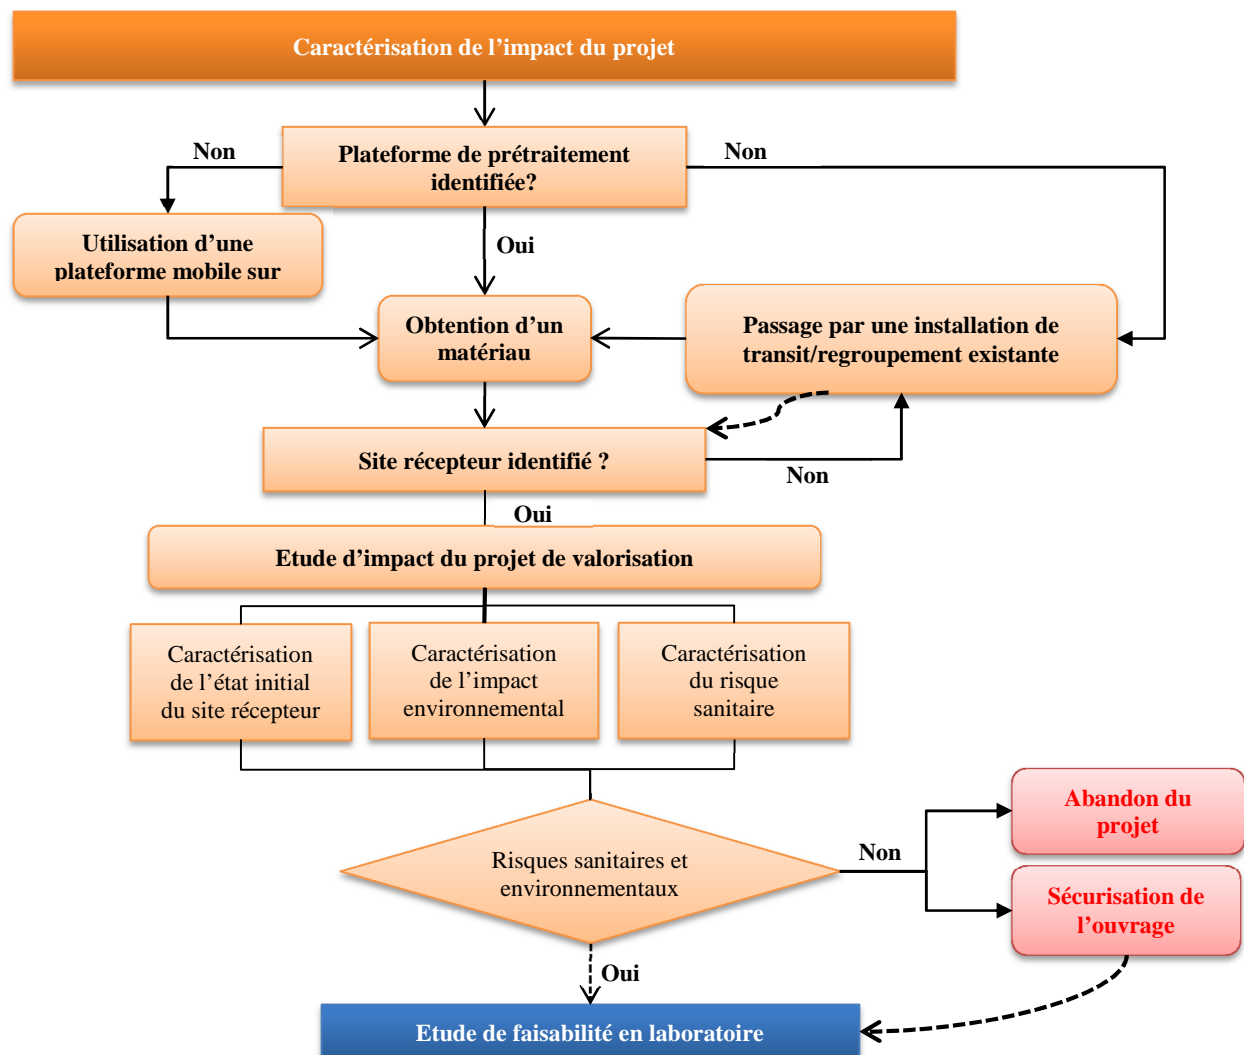 Caractérisation de l’impact du projet
Non
Plateforme de prétraitement
identifiée?
Non
Utilisation d’une
plateforme mobile sur
Oui
Obtention d’un
matériau
Passage par une installation de
transit/regroupement existante
Site récepteur identifié ?
Non
Oui
Etude d’impact du projet de valorisation
Caractérisation
de l’état initial
du site récepteur
Caractérisation
de l’impact
environnemental
Caractérisation
du risque
sanitaire
Risques sanitaires et
environnementaux
Non
Abandon du
projet
Sécurisation de
l’ouvrage
Oui
Etude de faisabilité en laboratoire